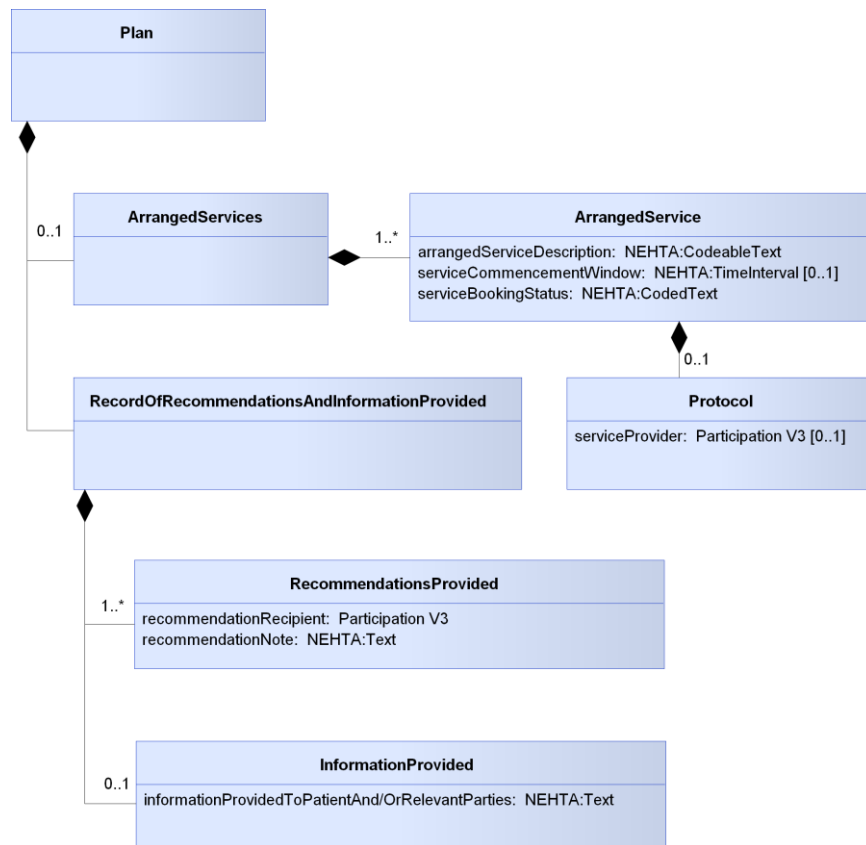 Plan
ArrangedServices
0..1
1..*
ArrangedService
arrangedServiceDescription: NEHTA:CodeableText
serviceCommencementWindow: NEHTA:TimeInterval [0..1]
serviceBookingStatus: NEHTA:CodedText
0..1
RecordOfRecommendationsAndInformationProvided
Protocol
serviceProvider: Participation V3 [0..1]
RecommendationsProvided
1..*
recommendationRecipient: Participation V3
recommendationNote: NEHTA:Text
InformationProvided
0..1
informationProvidedToPatientAnd/OrRelevantParties: NEHTA:Text